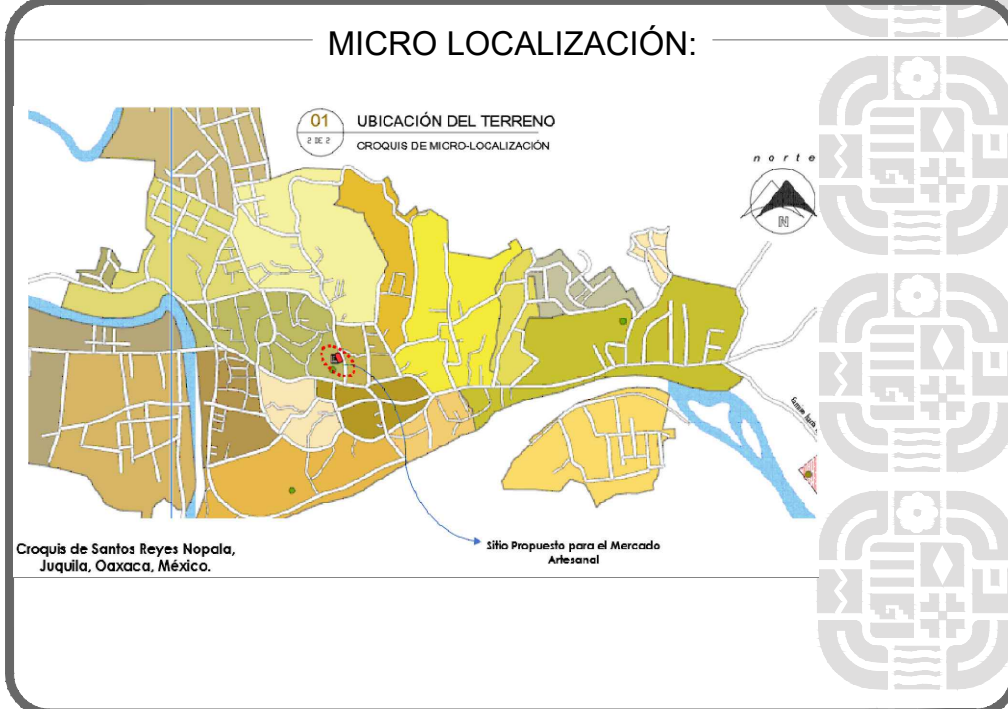 MICRO LOCALIZACIÓN:
01
2 DE 2
UBICACIÓN DEL TERRENO
CROQUIS DE MICRO-LOCALIZACIÓN
norte
N
Croquis de Santos Reyes Nopala,
Juquila, Oaxaca, México.
Sitio Propuesto para el Mercado
Artesanal